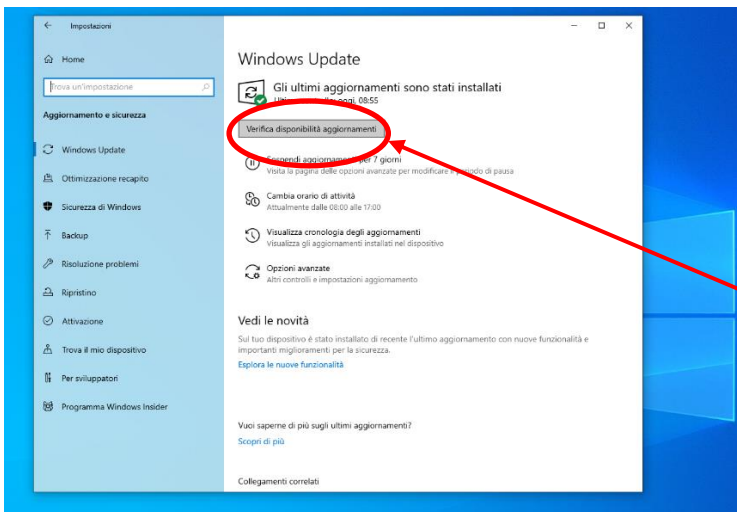 Impostazioni
Home
Trova un'impostazione
Aggiornamento e sicurezza
Windows Update
Ottimizzazione recapito
Sicurezza di Windows
Backup
Risoluzione problemi
Ripristino
Attivazione
Trova il mio dispositivo
Per sviluppatori
Programma Windows Insider
Windows Update
Gli ultimi aggiornamenti sono stati installati
oggi, 08:55
Verifica disponibilità aggiornamenti
Sospendi aggiornamenti per 7 giorni
Visita la pagina delle opzioni avanzate per modificare il periodo di pausa
Cambia orario di attività
Attualmente dalle 08:00 alle 17:00
Visualizza cronologia degli aggiornamenti
Visualizza gli aggiornamenti installati nel dispositivo
Opzioni avanzate
Altri controlli e impostazioni aggiornamento
Vedi le novità
Sul tuo dispositivo è stato installato di recente l'ultimo aggiornamento con nuove funzionalità e
importanti miglioramenti per la sicurezza.
Esplora le nuove funzionalità
Vuoi saperne di più sugli ultimi aggiornamenti?
Scopri di più
Collegamenti correlati